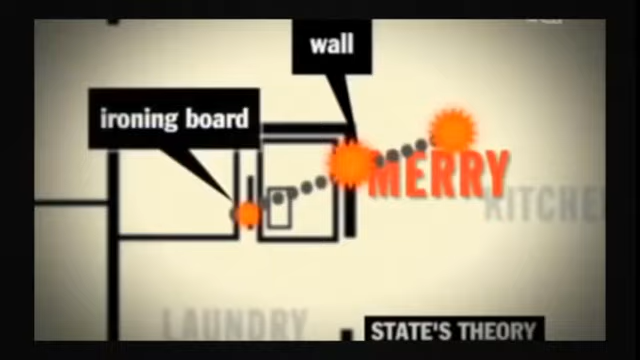 wall
ironing board
MERRY
KITCHEN
LAUNDRY
STATE'S THEORY